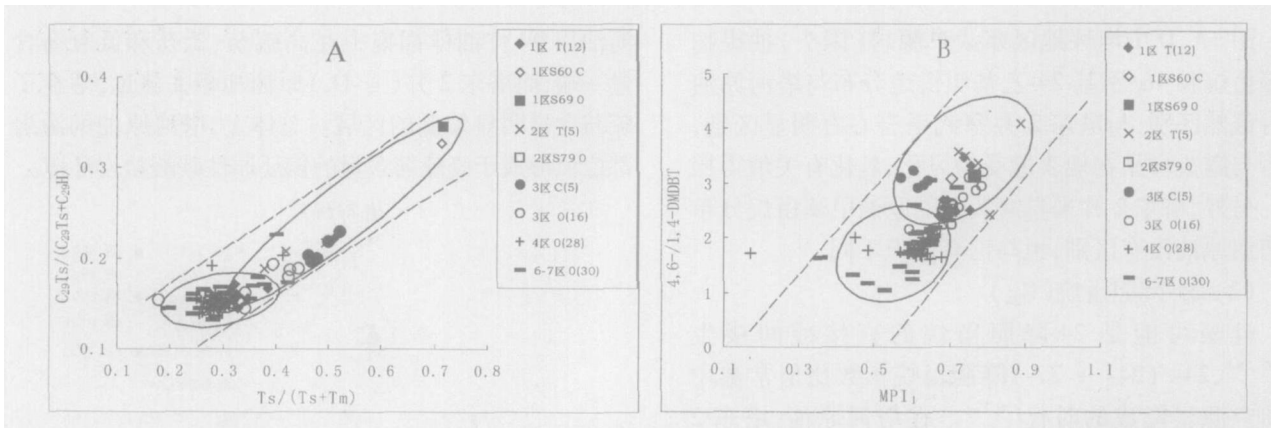 A
0.4
0.3
0.2
0.1
C29Ts/(C29Ts+C29H)
0.1 0.2 0.3 0.4 0.5 0.6 0.7 0.8
Ts/(Ts+Tm)
1区 T(12)
1区S60 C
1区S69 O
2区 T(5)
2区S79 O
3区 C(5)
3区 O(16)
4区 O(28)
6-7区 O(30)
B
5
4
3
2
1
0
4,6-/1,4-DMDBT
0.1 0.3 0.5 0.7 0.9 1.1
MPI1
1区 T(12)
1区S60 C
1区S69 O
2区 T(5)
2区S79 O
3区 C(5)
3区 O(16)
4区 O(28)
6-7区 O(30)